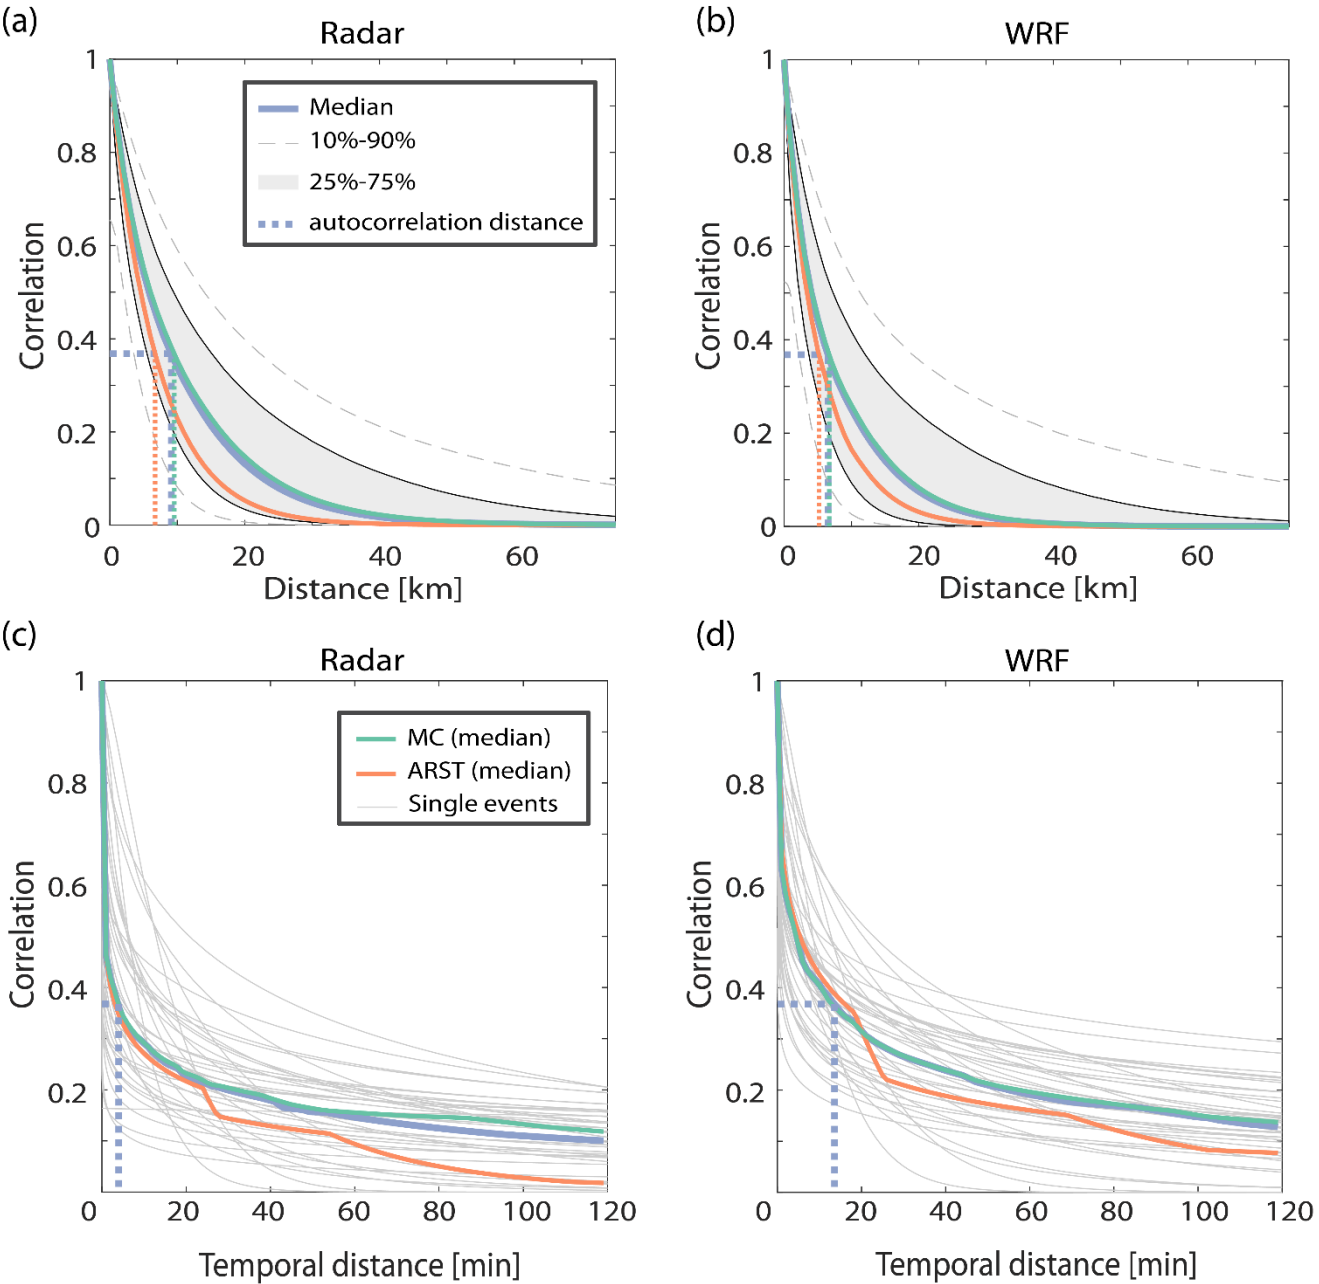 (a)
Radar
1
0.8
0.6
0.4
0.2
0
Correlation
Median
10%-90%
25%-75%
autocorrelation distance
0 20 40 60
Distance [km]
(b)
WRF
1
0.8
0.6
0.4
0.2
0
Correlation
0 20 40 60
Distance [km]
(c)
Radar
1
0.8
0.6
0.4
0.2
Correlation
MC (median)
ARST (median)
Single events
0 20 40 60 80 100 120
Temporal distance [min]
(d)
WRF
1
0.8
0.6
0.4
0.2
Correlation
0 20 40 60 80 100 120
Temporal distance [min]